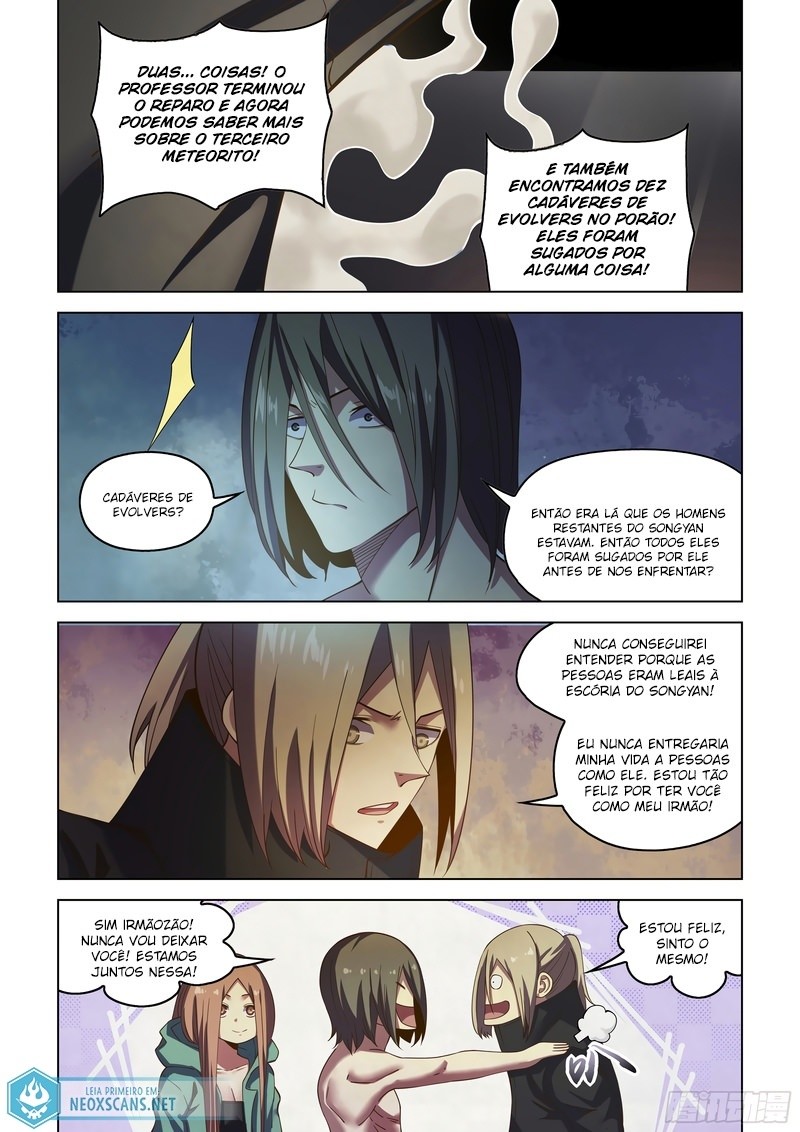 DUAS... COISAS! O
PROFESSOR TERMINOU
O REPARO E AGORA
PODEMOS SABER MAIS
SOBRE O TERCEIRO
METEORITO!
E TAMBÉM
ENCONTRAMOS DEZ
CADÁVERES DE
EVOLVERS NO PORÃO!
ELES FORAM
SUGADOS POR
ALGUMA COISA!
CADÁVERES DE
EVOLVERS?
ENTÃO ERA LÁ QUE OS HOMENS
RESTANTES DO SONGYAN
ESTAVAM. ENTÃO TODOS ELES
FORAM SUGADOS POR ELE
ANTES DE NOS ENFRENTAR?
NUNCA CONSEGUIREI
ENTENDER PORQUE AS
PESSOAS ERAM LEAIS À
ESCÓRIA DO SONGYAN!
EU NUNCA ENTREGARIA
MINHA VIDA A PESSOAS
COMO ELE. ESTOU TÃO
FELIZ POR TER VOCÊ
COMO MEU IRMÃO!
SIM IRMÃOZÃO!
NUNCA VOU DEIXAR
VOCÊ! ESTAMOS
JUNTOS NESSA!
ESTOU FELIZ,
SINTO O
MESMO!
LEIA PRIMEIRO EM
NEOXSCANS.NET
腾讯动漫